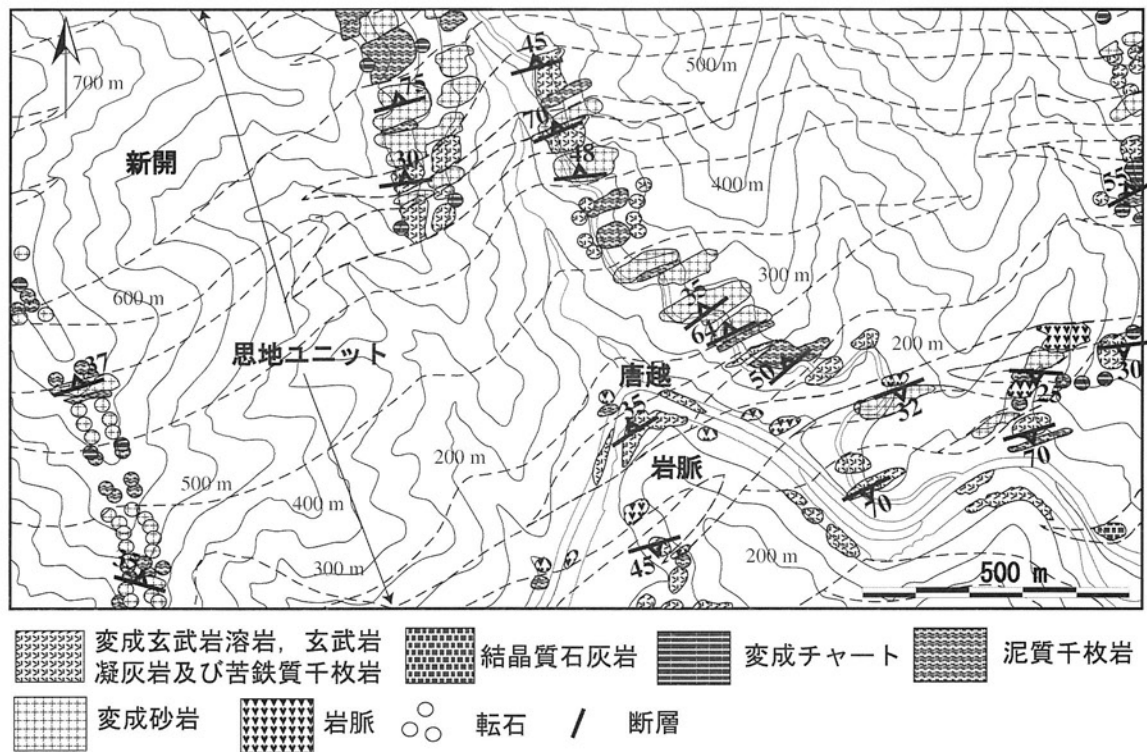 45
500 m
700 m
75
70
新開
30
48
400 m
55
300 m
600 m
35
64
思地ユニット
200 m
37
唐越
50
30
35
32
25
200 m
岩脈
70
500 m
70
400 m
45
200 m
300 m
500 m
変成玄武岩溶岩,玄武岩
凝灰岩及び苦鉄質千枚岩
結晶質石灰岩
変成チャート
泥質千枚岩
変成砂岩
岩脈
転石
断層